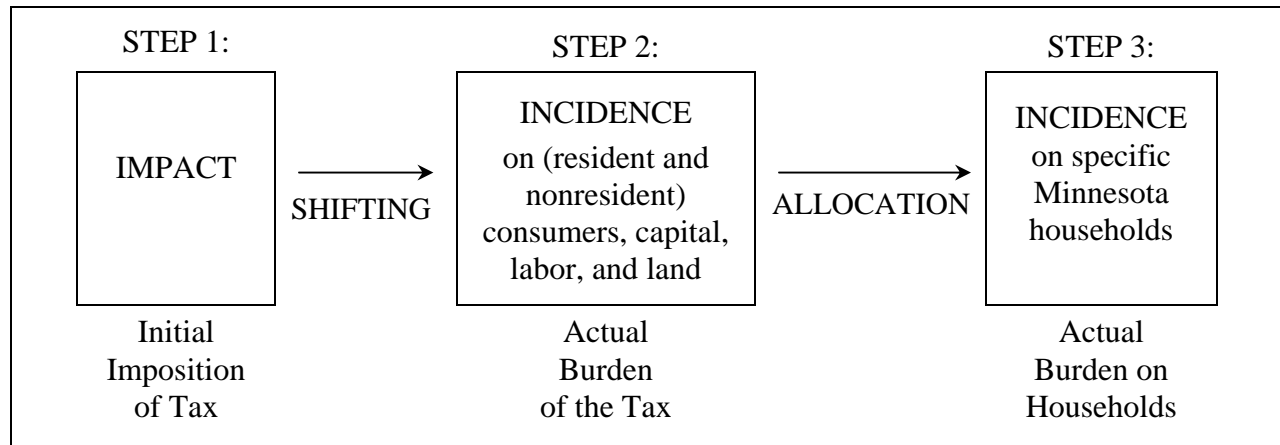 STEP 1:
IMPACT
Initial
Imposition
of Tax
SHIFTING
STEP 2:
INCIDENCE
on (resident and
nonresident)
consumers, capital,
labor, and land
Actual
Burden
of the Tax
ALLOCATION
STEP 3:
INCIDENCE
on specific
Minnesota
households
Actual
Burden on
Households